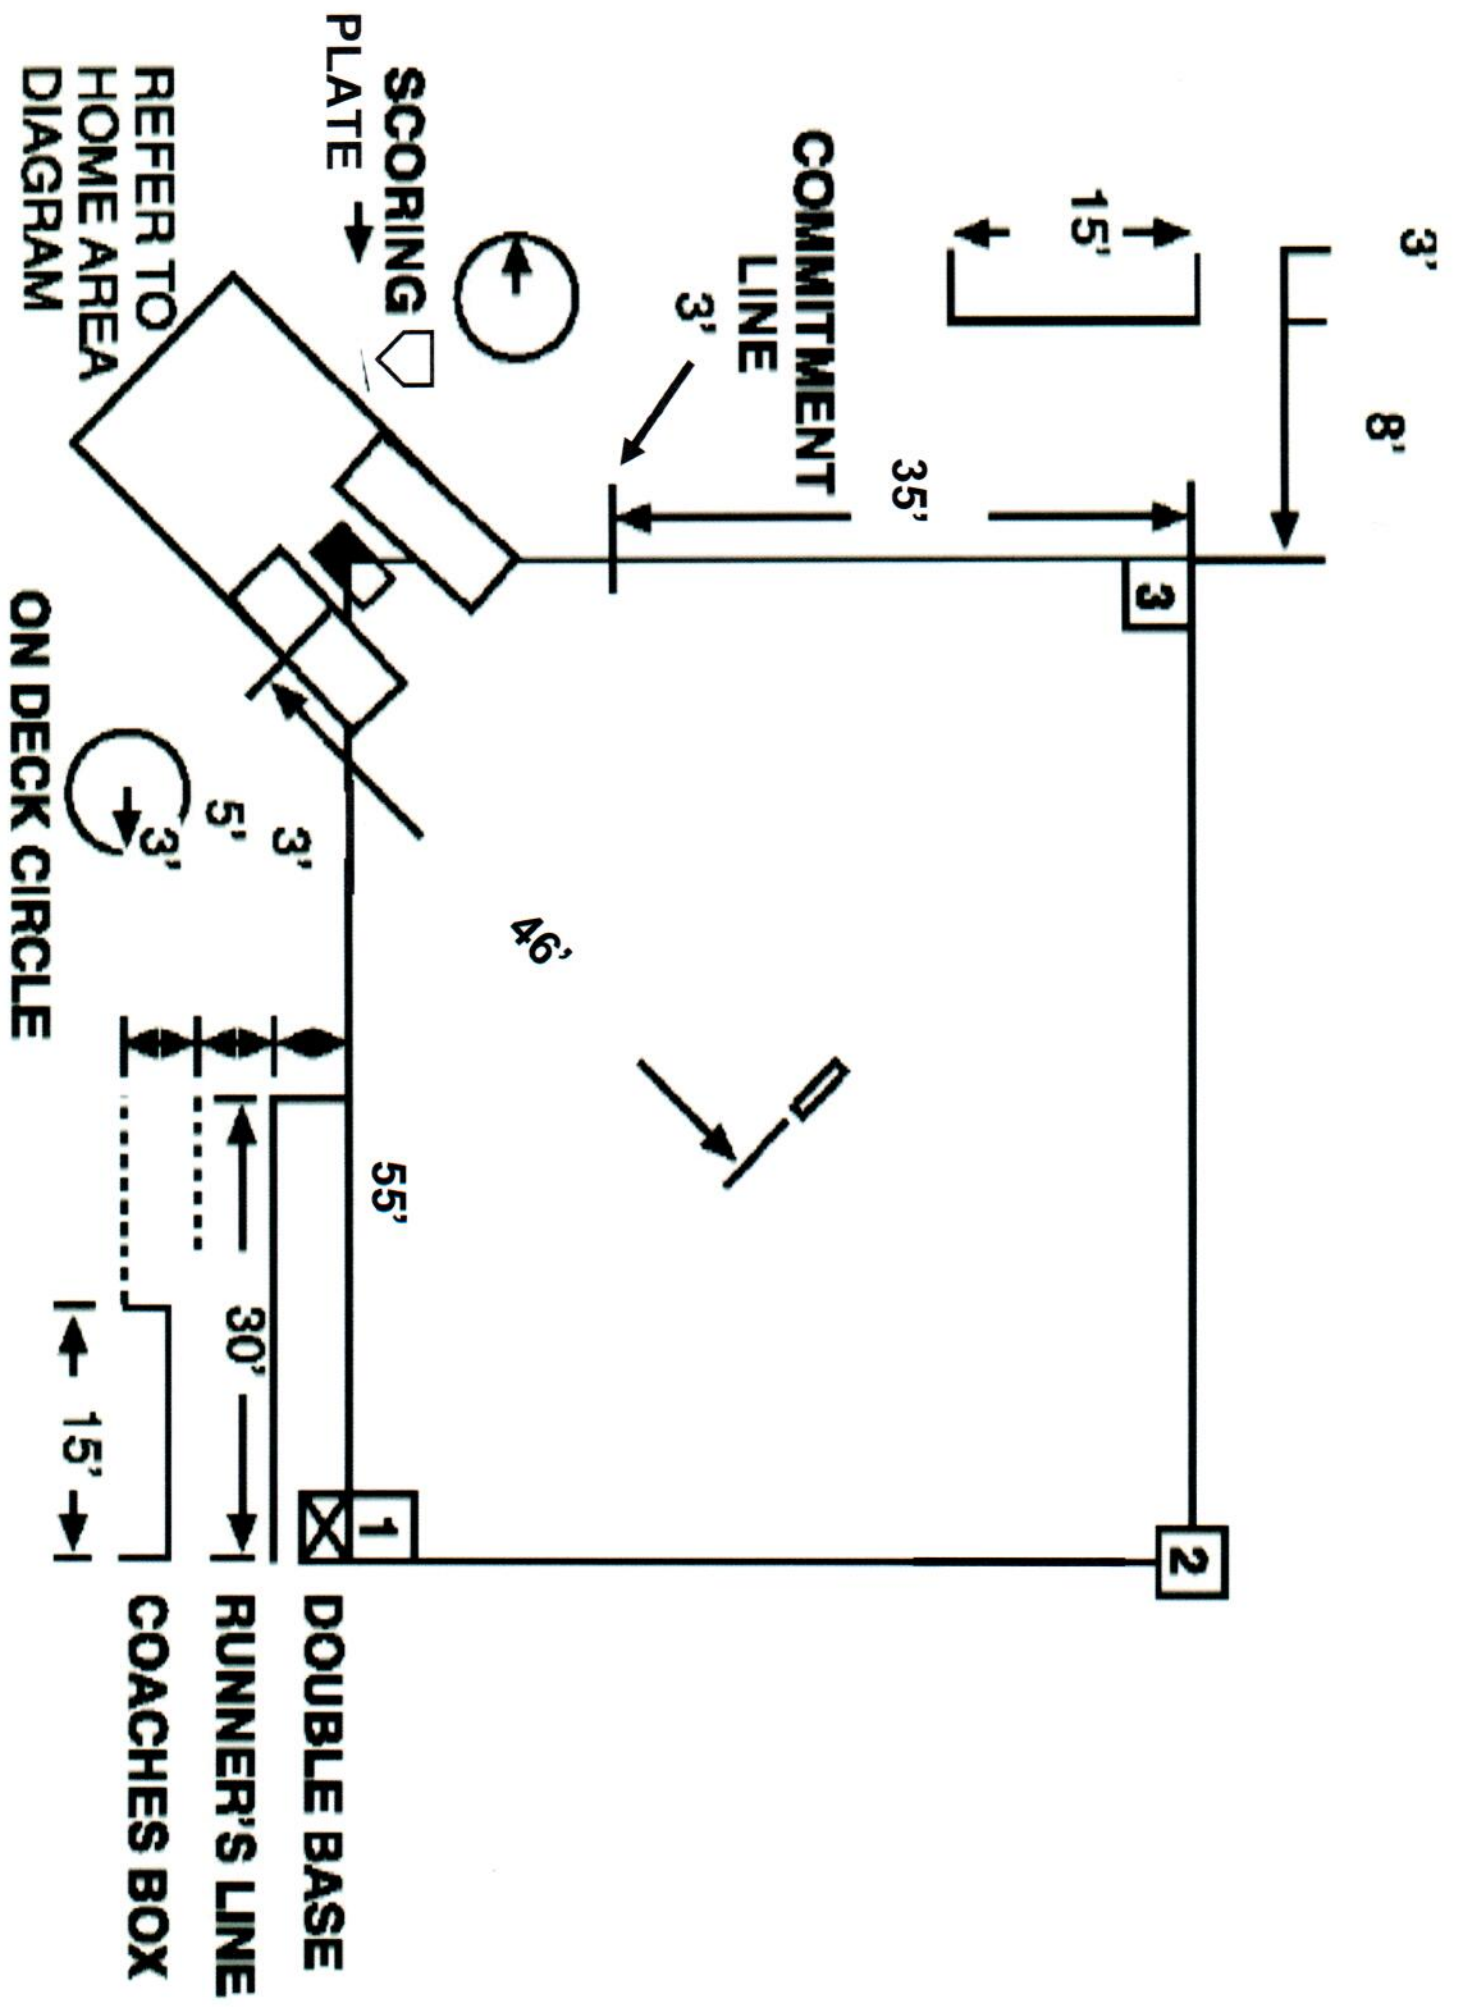 3'
8'
2
3
15'
35'
COMMITMENT
LINE
3'
46'
SCORING
PLATE
55'
1
DOUBLE BASE
3'
30'
RUNNER'S LINE
5'
3'
COACHES BOX
REFER TO
HOME AREA
DIAGRAM
15'
ON DECK CIRCLE